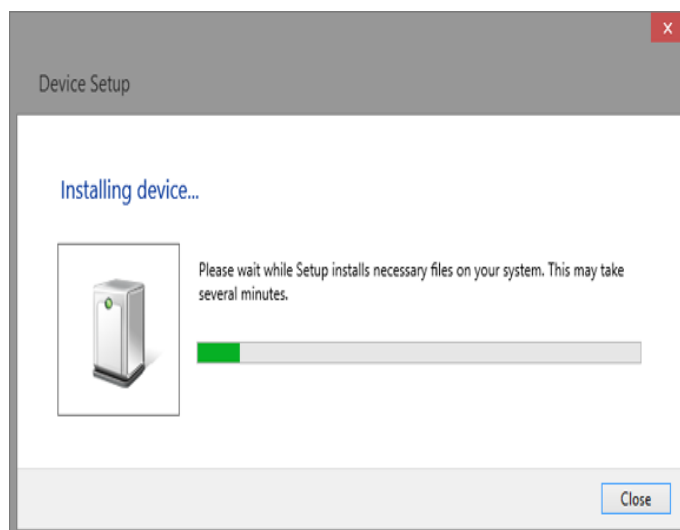 x
Device Setup
Installing device...
Please wait while Setup installs necessary files on your system. This may take
several minutes.
Close